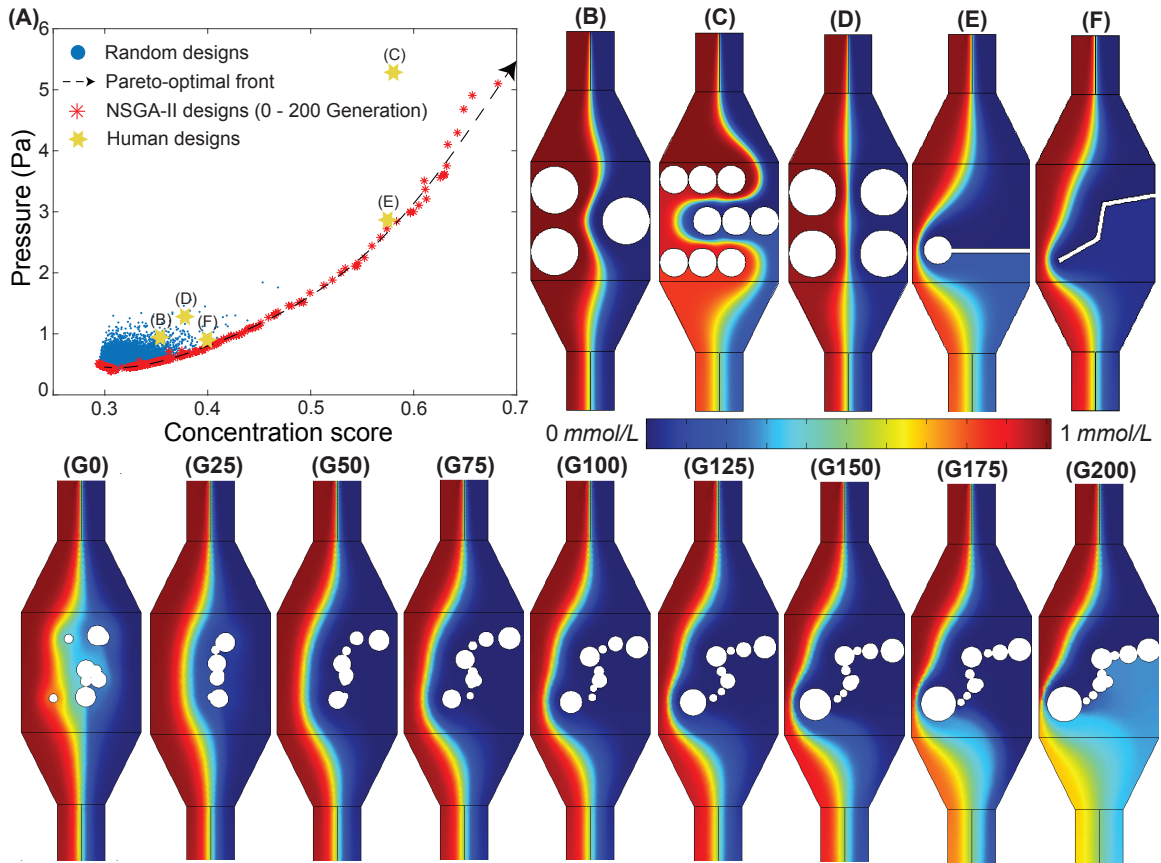 (A)
Pressure (Pa)
6
5
4
3
2
1
0
Random designs
Pareto-optimal front
NSGA-II designs (0 - 200 Generation)
Human designs
(C)
(E)
(D)
(B)
(F)
0.3 0.4 0.5 0.6 0.7
Concentration score
(B) (C) (D) (E) (F)
0 mmol/L 1 mmol/L
(G0) (G25) (G50) (G75) (G100) (G125) (G150) (G175) (G200)